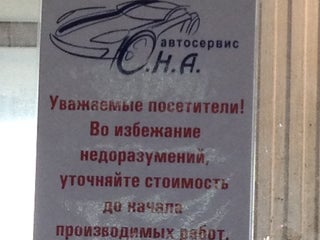 автосервис
О.Н.А.
Уважаемые посетители!
Во избежание
недоразумений,
уточняйте стоимость
до начала
производимых работ.